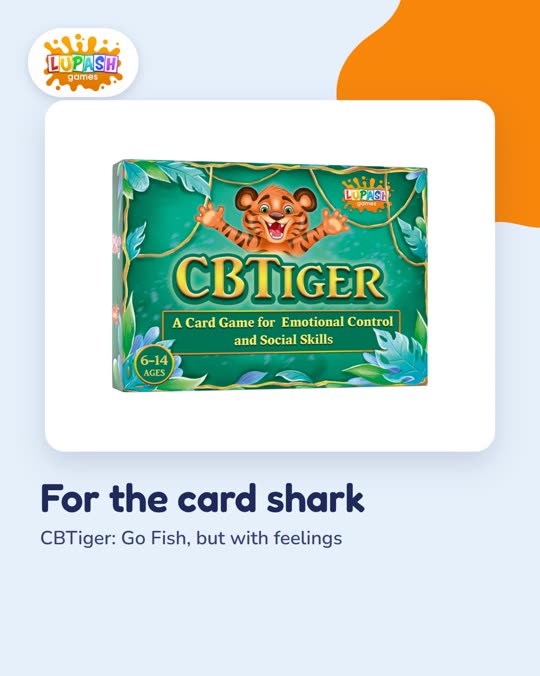 LUPASH
games
LUPASH
games
CBTIGER
A Card Game for Emotional Control
and Social Skills
6–14
AGES
For the card shark
CBTiger: Go Fish, but with feelings